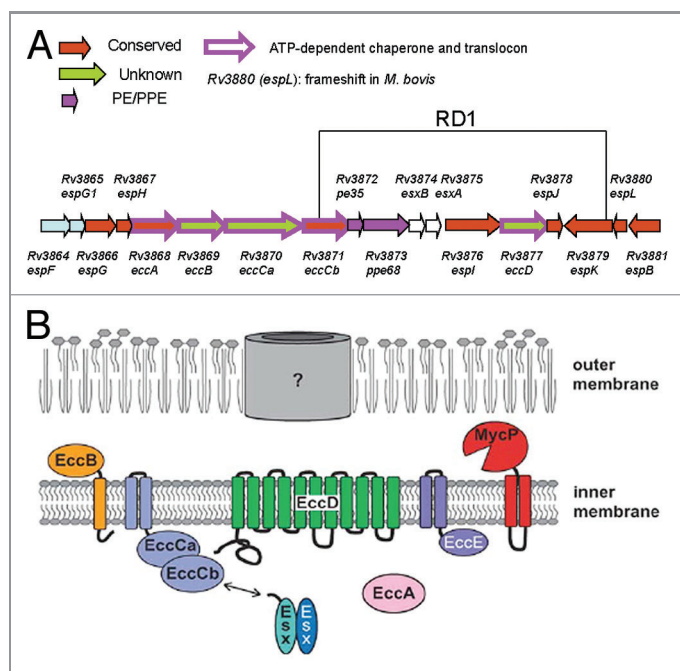 A
Conserved
ATP-dependent chaperone and translocon
Unknown
Rv3880 (espL): frameshift in M. bovis
PE/PPE
RD1
Rv3865 Rv3867 Rv3872 Rv3874 Rv3875 Rv3878 Rv3880
espG1 espH pe35 esxB esxA espJ espL
Rv3864 Rv3866 Rv3868 Rv3869 Rv3870 Rv3871 Rv3873 Rv3876 Rv3877 Rv3879 Rv3881
espF espG eccA eccB eccCa eccCb ppe68 espI eccD espK espB
B
?
outer
membrane
MycP
EccB
EccD
inner
membrane
EccCa
EccE
EccCb
EccA
Esx
Esx